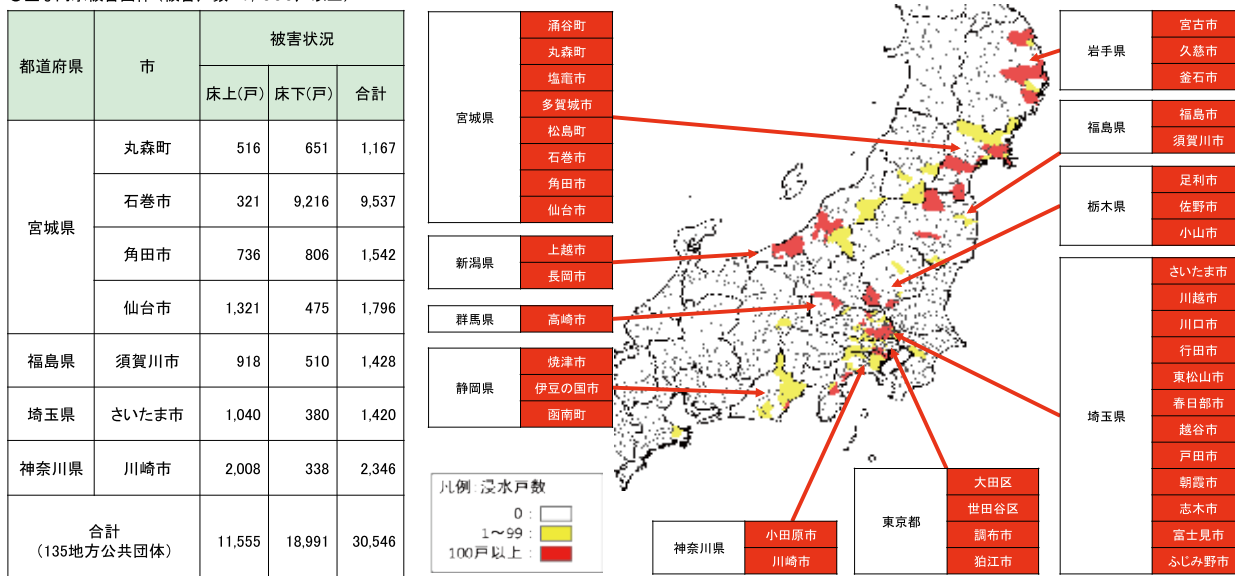 都道府県 市 被害状況
床上(戸) 床下(戸) 合計
宮城県
丸森町 516 651 1,167
石巻市 321 9,216 9,537
角田市 736 806 1,542
仙台市 1,321 475 1,796
福島県 須賀川市 918 510 1,428
埼玉県 さいたま市 1,040 380 1,420
神奈川県 川崎市 2,008 338 2,346
合計
(135地方公共団体) 11,555 18,991 30,546
宮城県
涌谷町
丸森町
塩竈市
多賀城市
松島町
石巻市
角田市
仙台市
新潟県
上越市
長岡市
群馬県
高崎市
静岡県
焼津市
伊豆の国市
函南町
凡例:浸水戸数
0:
1~99:
100戸以上:
岩手県
宮古市
久慈市
釜石市
福島県
福島市
須賀川市
栃木県
足利市
佐野市
小山市
埼玉県
さいたま市
川越市
川口市
行田市
東松山市
春日部市
越谷市
戸田市
朝霞市
志木市
富士見市
ふじみ野市
東京都
大田区
世田谷区
調布市
狛江市
神奈川県
小田原市
川崎市